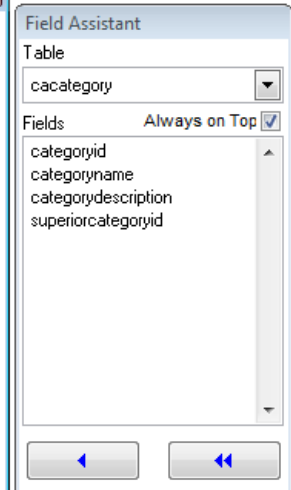 Field Assistant
Table
cacategory
Fields Always on Top
categoryid
categoryname
categorydescription
superiorcategoryid